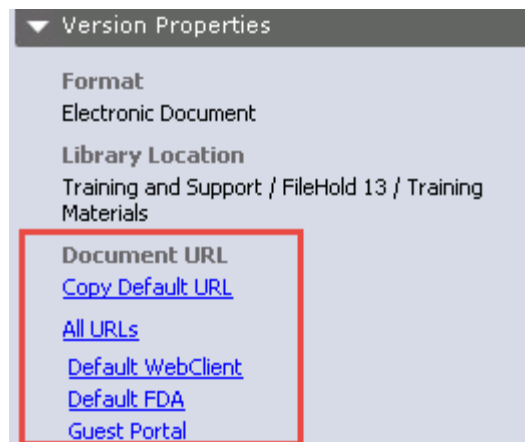 Version Properties
Format
Electronic Document
Library Location
Training and Support / FileHold 13 / Training
Materials
Document URL
Copy Default URL
All URLs
Default WebClient
Default FDA
Guest Portal